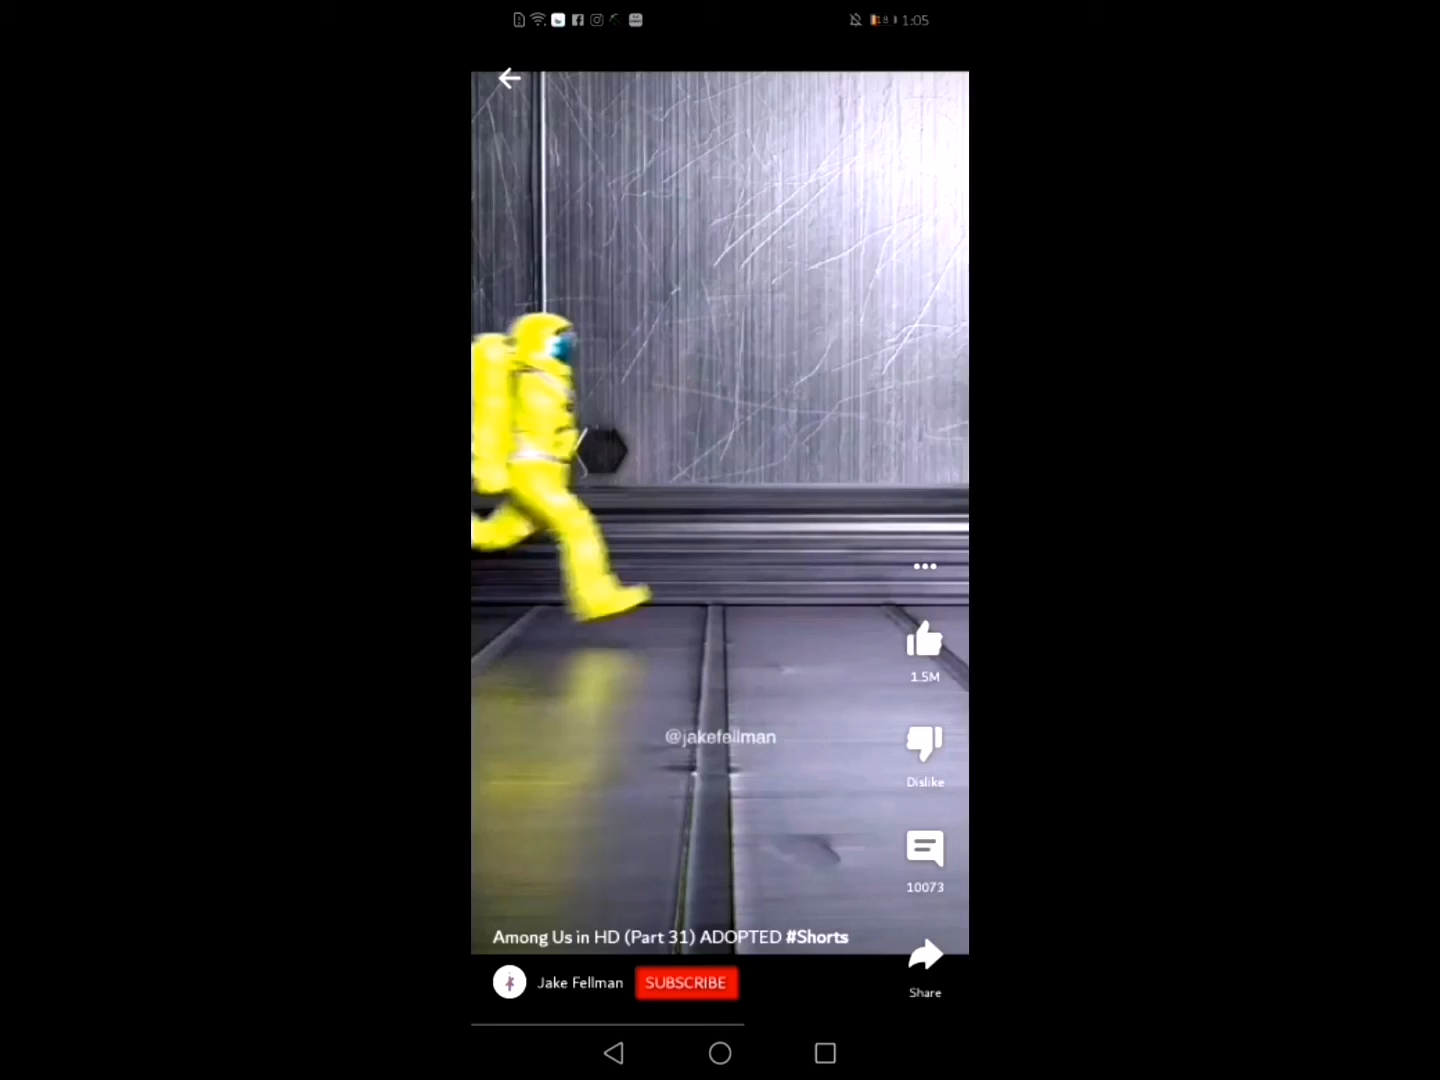 18 1:05
1.5M
@jakefellman
Dislike
10073
Among Us in HD (Part 31) ADOPTED #Shorts
Jake Fellman SUBSCRIBE
Share